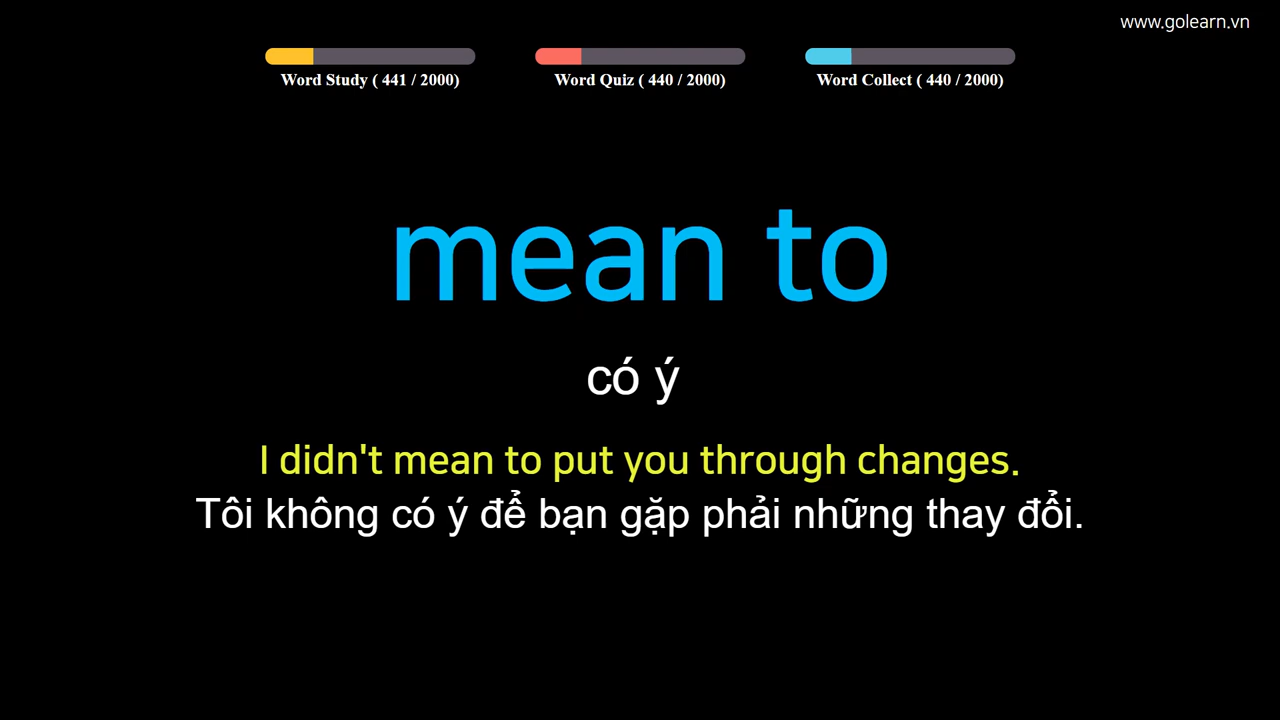 www.golearn.vn
Word Study ( 441 / 2000)
Word Quiz ( 440 / 2000)
Word Collect ( 440 / 2000)
mean to
có ý
I didn't mean to put you through changes.
Tôi không có ý để bạn gặp phải những thay đổi.